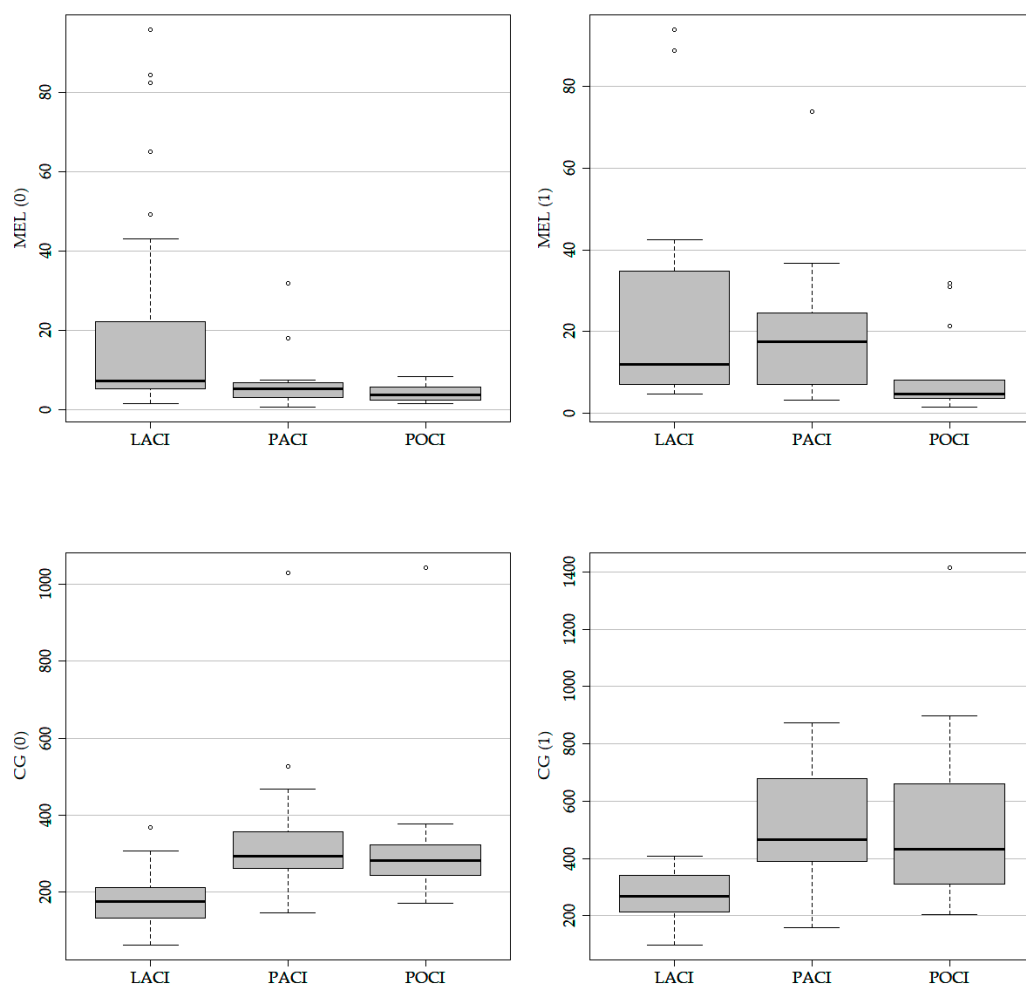 MEL (0)
80
60
40
20
0
LACI PACI POCI
MEL (1)
80
60
40
20
0
LACI PACI POCI
CG (0)
1000
800
600
400
200
LACI PACI POCI
CG (1)
1400
1200
1000
800
600
400
200
LACI PACI POCI